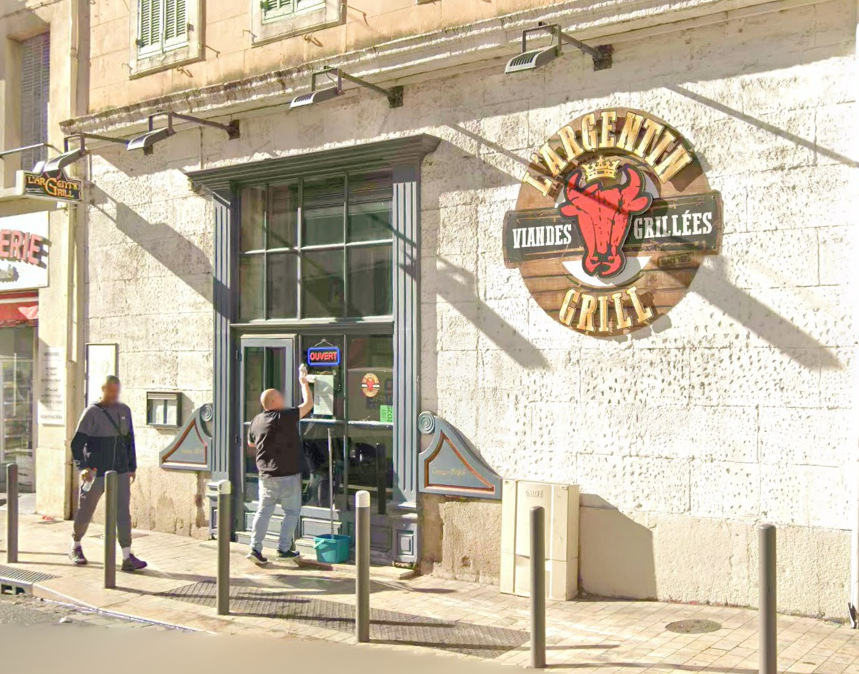 L'ARGENTIN
GRILL
ERIE
OUVERT
L'ARGENTIN
VIANDES GRILLÉES
GRILL